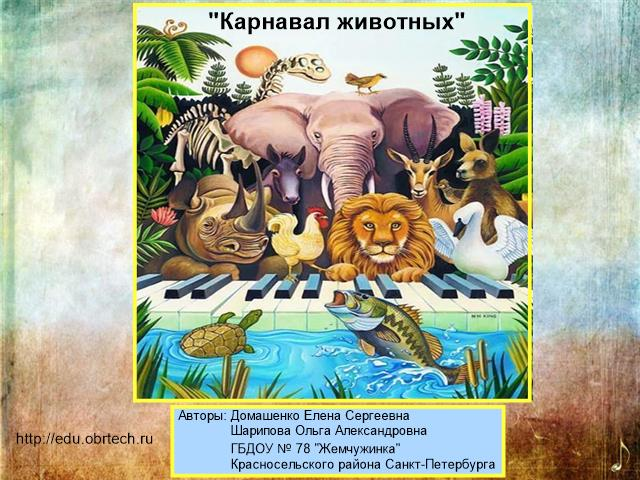 "Карнавал животных"
W·H KING
Авторы: Домашенко Елена Сергеевна
Шарипова Ольга Александровна
ГБДОУ № 78 "Жемчужинка"
Красносельского района Санкт-Петербурга
http://edu.obrtech.ru